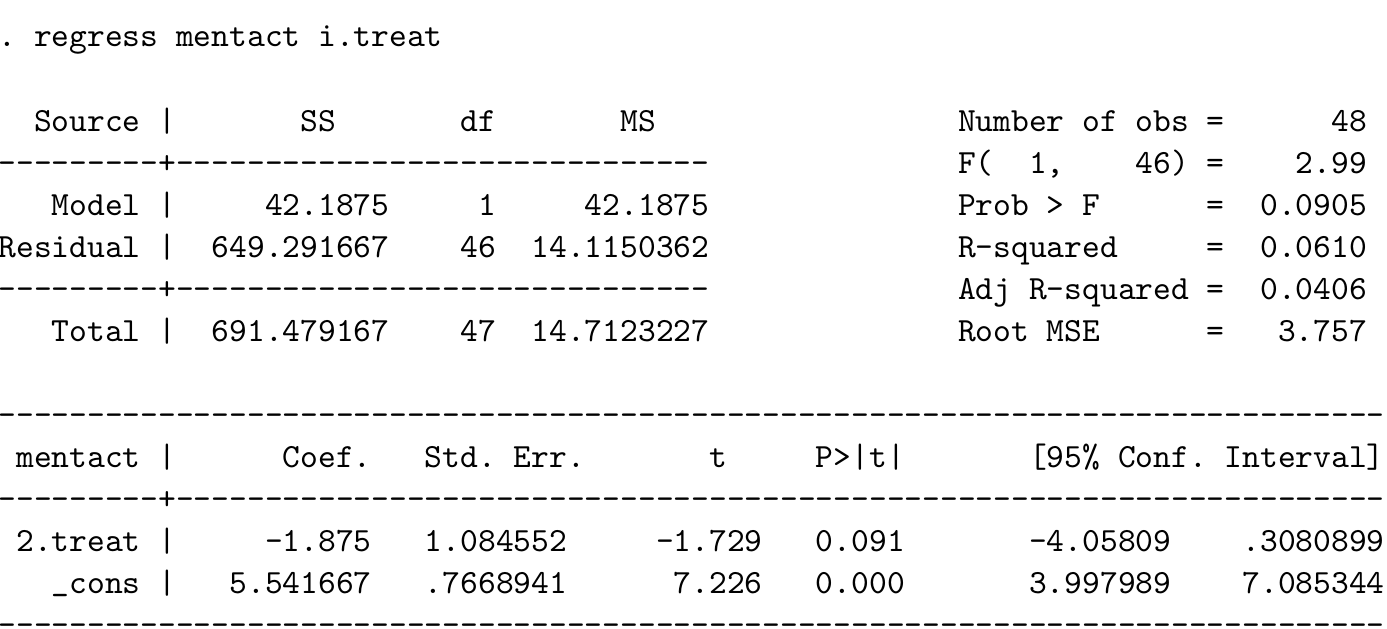 . regress mentact i.treat
Source |       SS       df       MS              Number of obs =      48
---------+------------------------------               F(  1,    46) =    2.99
Model |     42.1875     1     42.1875               Prob > F      =  0.0905
Residual |  649.291667    46  14.1150362               R-squared     =  0.0610
---------+------------------------------               Adj R-squared =  0.0406
Total |  691.479167    47  14.7123227               Root MSE      =   3.757
------------------------------------------------------------------------------
mentact |      Coef.   Std. Err.       t     P>|t|       [95% Conf. Interval]
---------+--------------------------------------------------------------------
2.treat |     -1.875   1.084552     -1.729   0.091       -4.05809    .3080899
_cons |   5.541667   .7668941      7.226   0.000       3.997989    7.085344
------------------------------------------------------------------------------